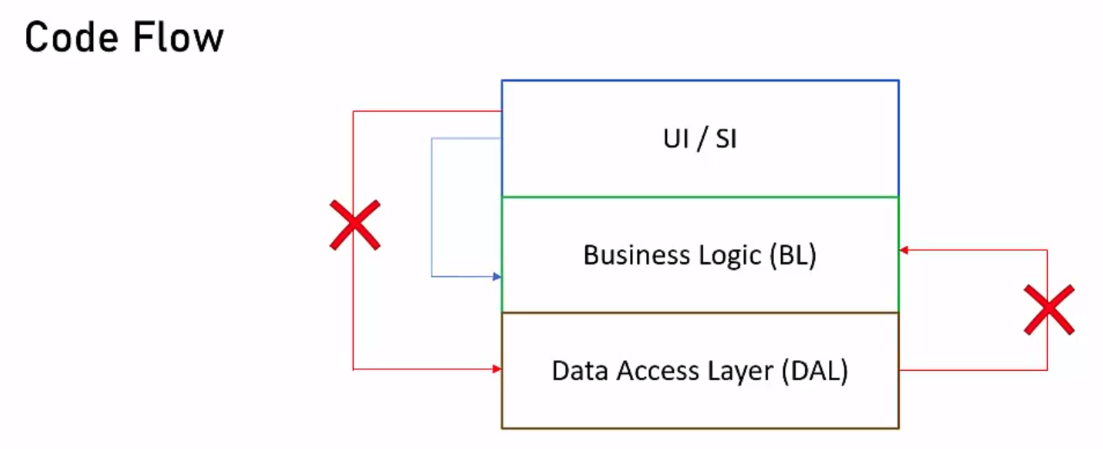 Code Flow
UI / SI
Business Logic (BL)
Data Access Layer (DAL)